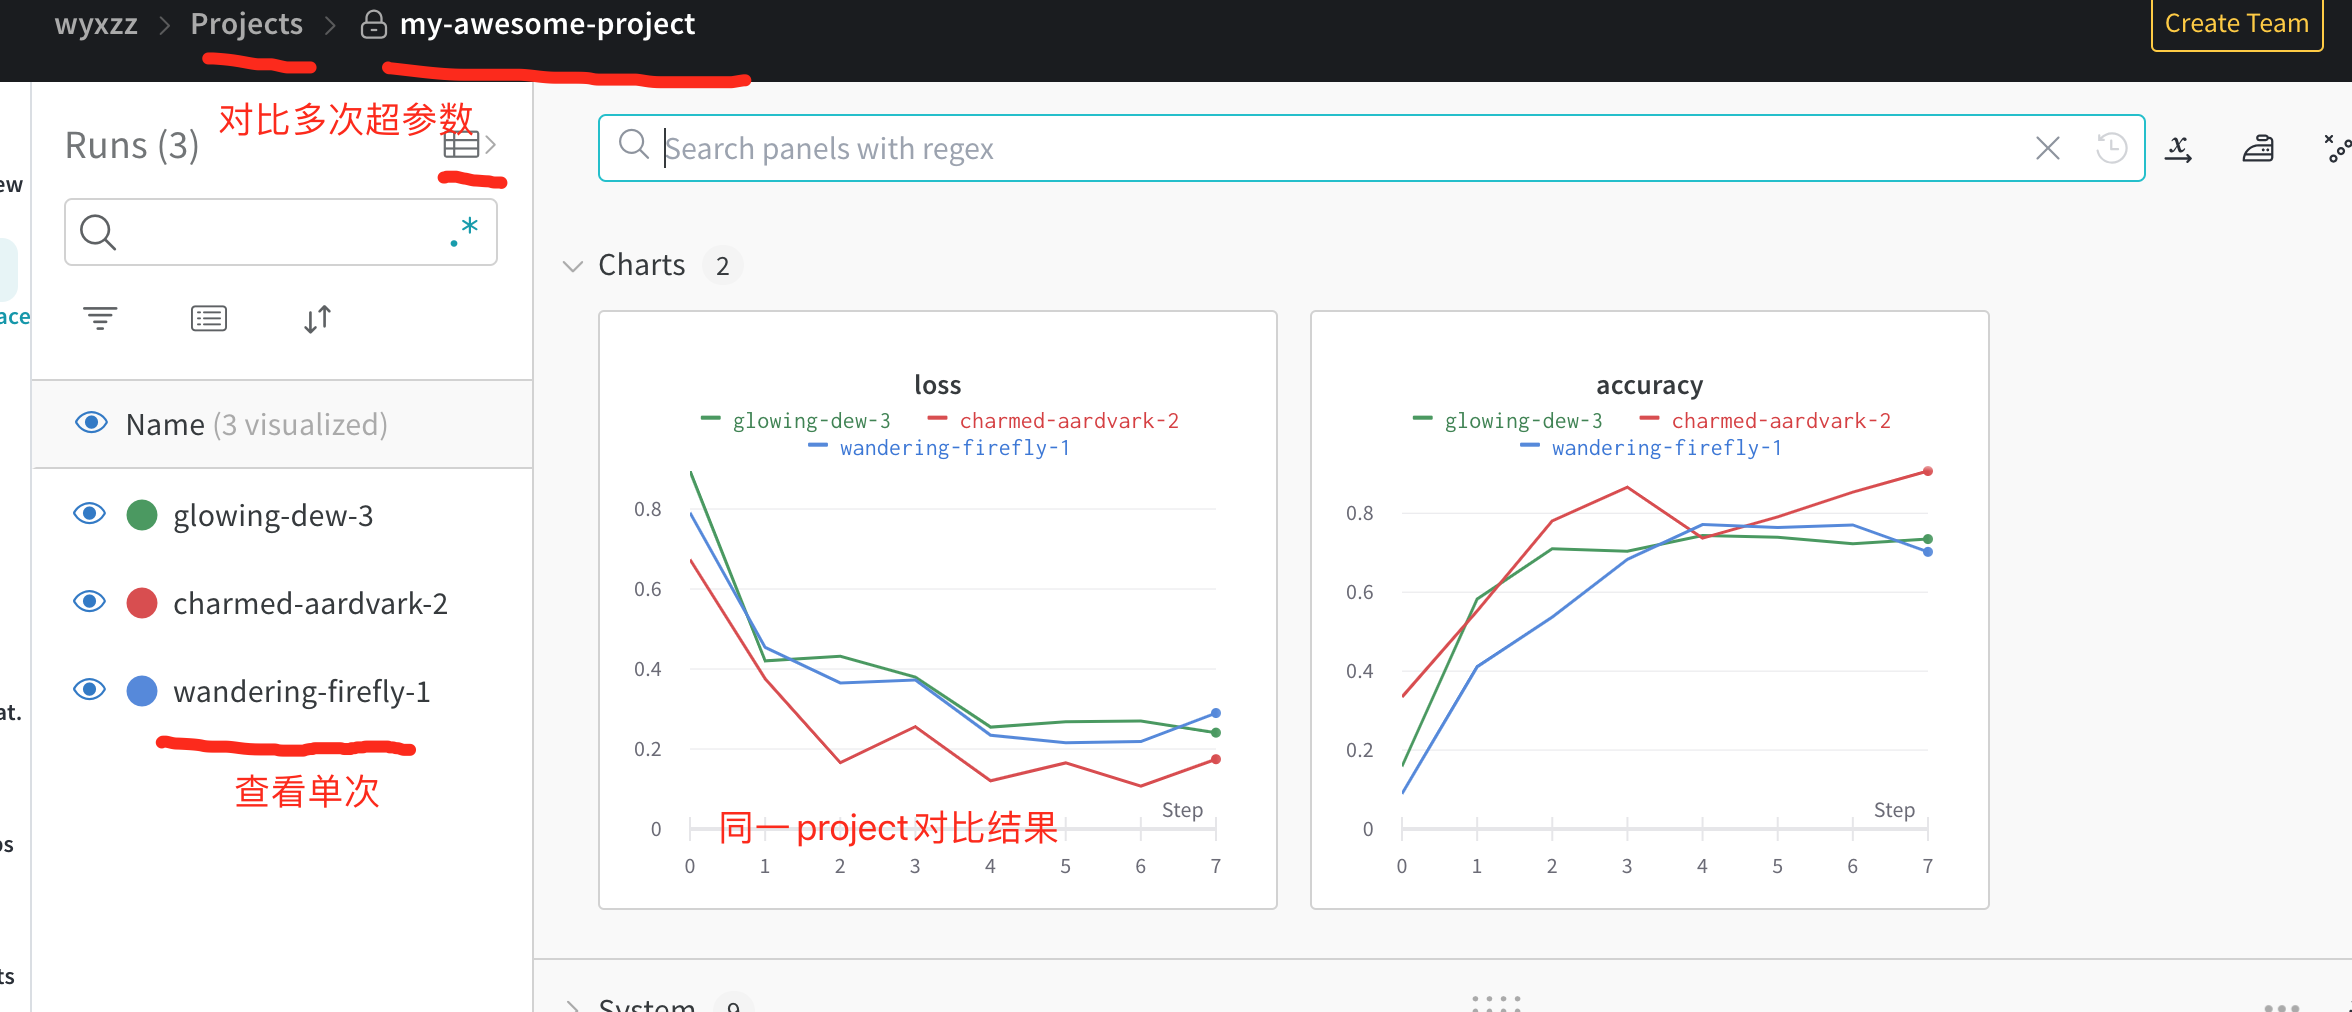 wyxzz > Projects > my-awesome-project
Create Team
对比多次超参数
Runs (3)
.*
Name (3 visualized)
glowing-dew-3
charmed-aardvark-2
wandering-firefly-1
查看单次
ew
ace
at.
os
ts
Search panels with regex
Charts 2
loss
glowing-dew-3 charmed-aardvark-2
wandering-firefly-1
0.8
0.6
0.4
0.2
0
Step
同一project对比结果
0 1 2 3 4 5 6 7
accuracy
glowing-dew-3 charmed-aardvark-2
wandering-firefly-1
0.8
0.6
0.4
0.2
0
Step
0 1 2 3 4 5 6 7
System 9